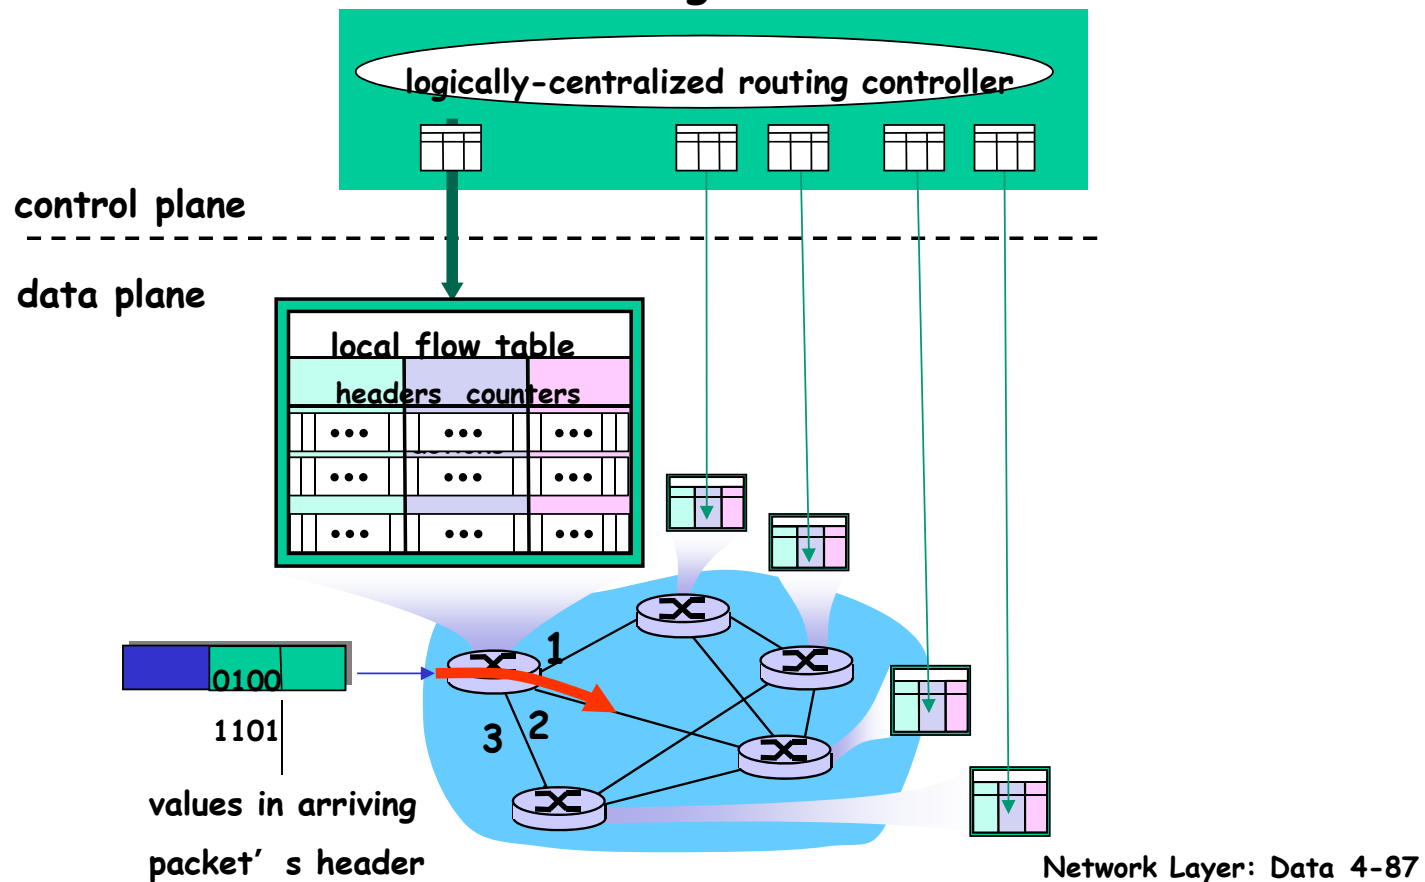 logically-centralized routing controller
control plane
data plane
local flow table
headers counters
1
2
3
0100
1101
values in arriving
packet’ s header
Network Layer: Data 4-87